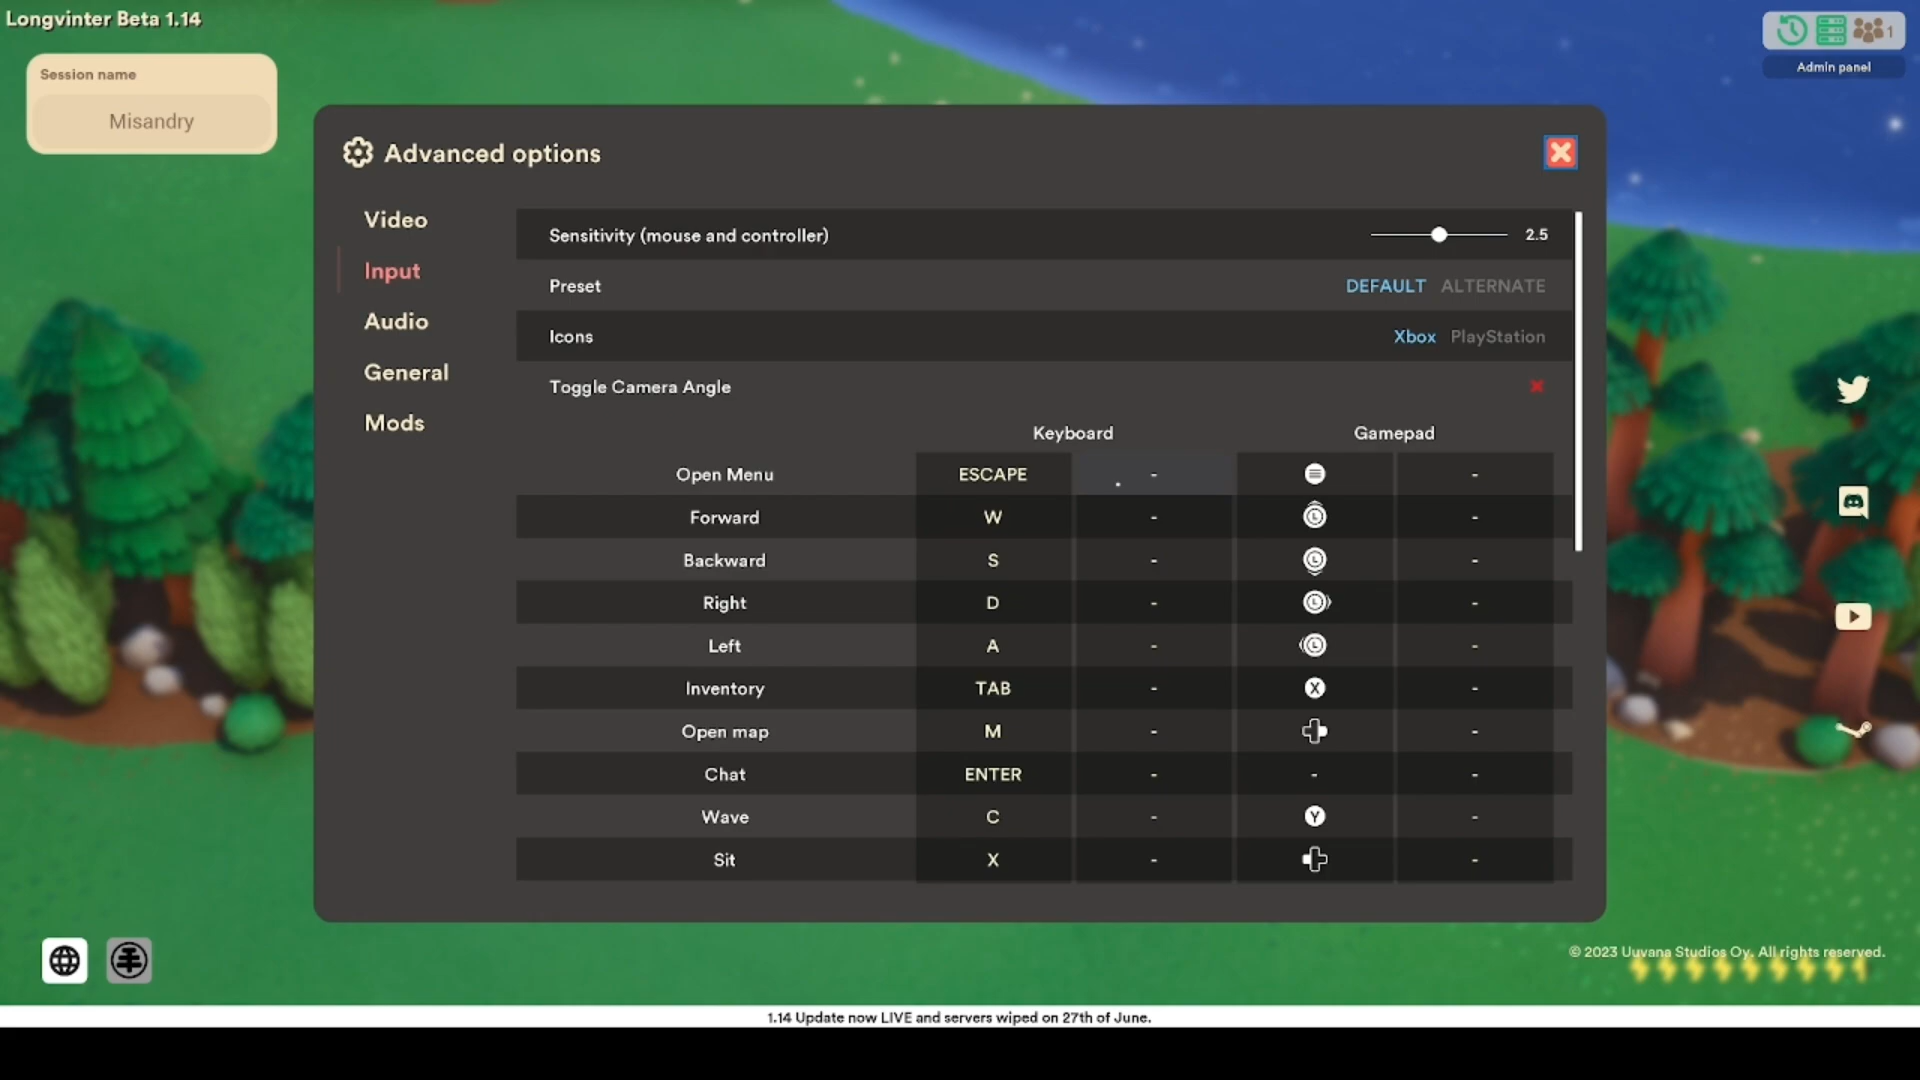 Longvinter Beta 1.14
1
Admin panel
Session name
Misandry
Advanced options
Video
Input
Audio
General
Mods
Sensitivity (mouse and controller) 2.5
Preset DEFAULT ALTERNATE
Icons Xbox PlayStation
Toggle Camera Angle
Keyboard Gamepad
Open Menu ESCAPE - -
Forward W - L -
Backward S - L -
Right D - L -
Left A - L -
Inventory TAB - X -
Open map M - -
Chat ENTER - - -
Wave C - Y -
Sit X - -
© 2023 Uuvana Studios Oy. All rights reserved.
1.14 Update now LIVE and servers wiped on 27th of June.